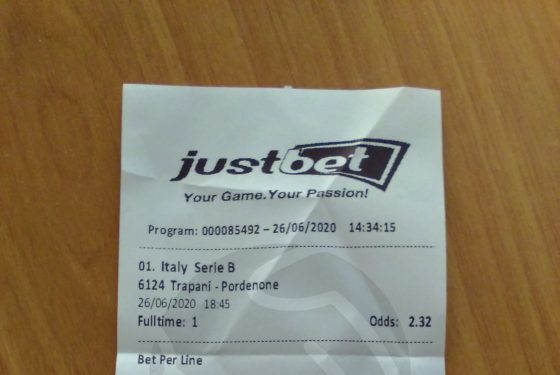 justbet
Your Game.Your Passion!
Program: 000085492 – 26/06/2020 14:34:15
01. Italy Serie B
6124 Trapani - Pordenone
26/06/2020 18:45
Fulltime: 1 Odds: 2.32
Bet Per Line